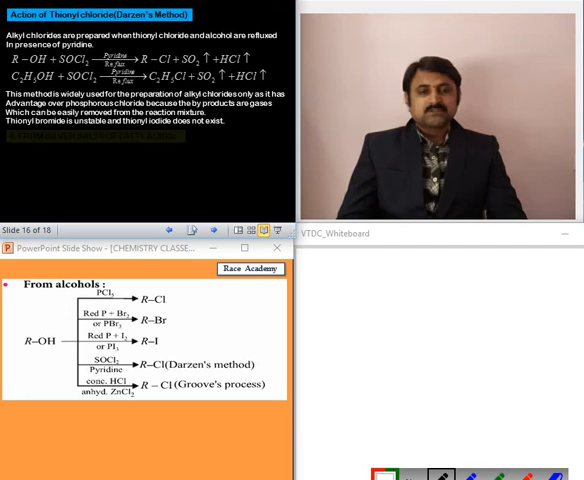 Action of Thionyl chloride(Darzen's Method)
Alkyl chlorides are prepared when thionyl chloride and alcohol are refluxed
In presence of pyridine.
R – OH + SOCl₂ —Pyridine/Reflux→ R – Cl + SO₂ ↑ + HCl ↑
C₂H₅OH + SOCl₂ —Pyridine/Reflux→ C₂H₅Cl + SO₂ ↑ + HCl ↑
This method is widely used for the preparation of alkyl chlorides only as it has
Advantage over phosphorous chloride because the by products are gases
Which can be easily removed from the reaction mixture.
Thionyl bromide is unstable and thionyl iodide does not exist.
Slide 16 of 18
VTDC_Whiteboard
PowerPoint Slide Show - [CHEMISTRY CLASSE...
Race Academy
From alcohols :
PCl₅
R–Cl
Red P + Br₂
or PBr₃
R–Br
R–OH
Red P + I₂
or PI₃
R–I
SOCl₂
Pyridine
R–Cl(Darzen's method)
conc. HCl
anhyd. ZnCl₂
R – Cl (Groove's process)